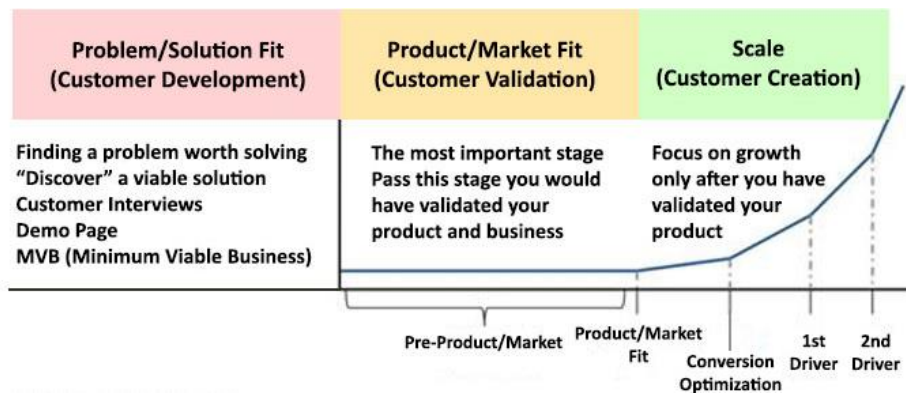 Problem/Solution Fit
(Customer Development)
Product/Market Fit
(Customer Validation)
Scale
(Customer Creation)
Finding a problem worth solving
“Discover” a viable solution
Customer Interviews
Demo Page
MVB (Minimum Viable Business)
The most important stage
Pass this stage you would
have validated your
product and business
Focus on growth
only after you have
validated your
product
Pre-Product/Market
Product/Market
Fit
Conversion
Optimization
1st
Driver
2nd
Driver